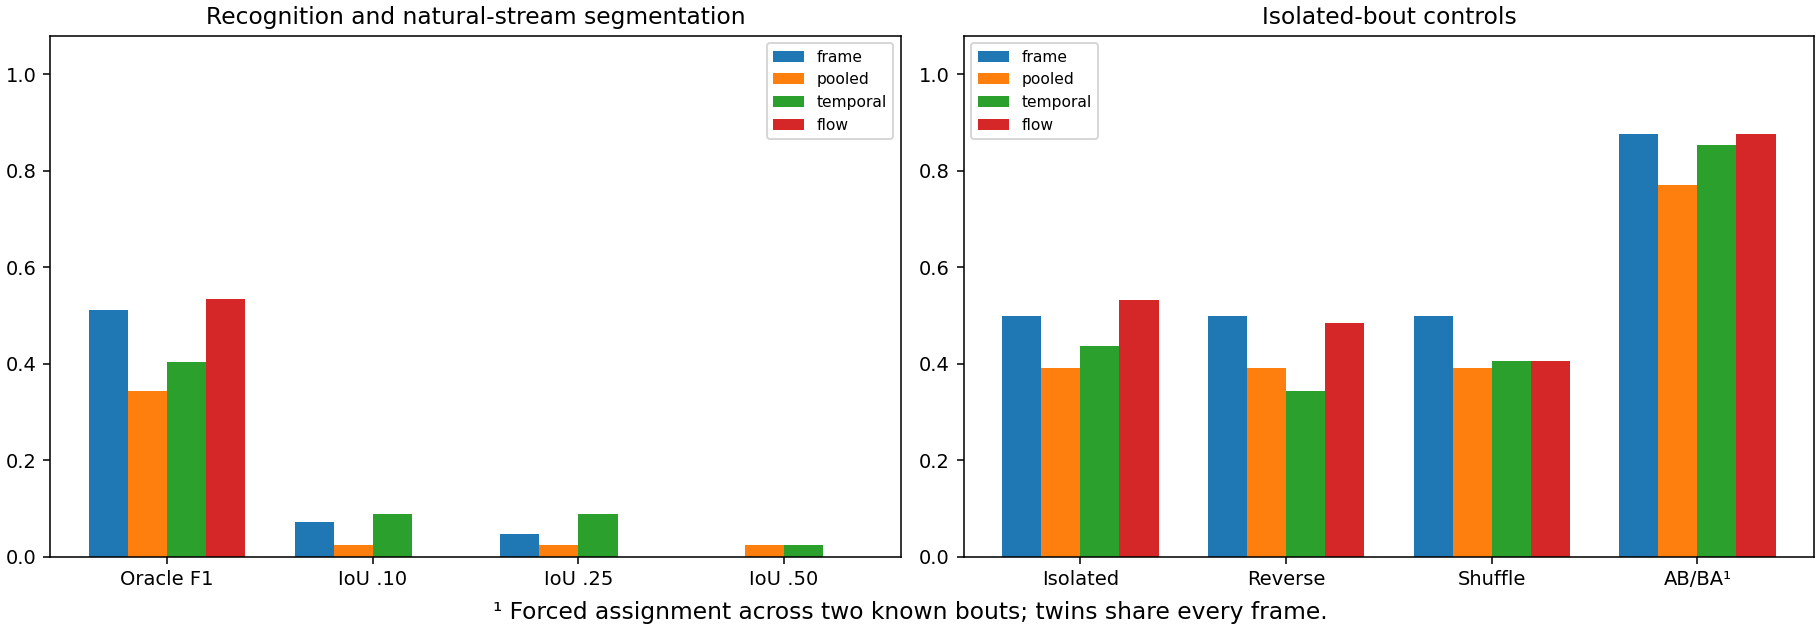 Recognition and natural-stream segmentation
1.0
0.8
0.6
0.4
0.2
0.0
frame
pooled
temporal
flow
Oracle F1
IoU .10
IoU .25
IoU .50
Isolated-bout controls
1.0
0.8
0.6
0.4
0.2
0.0
frame
pooled
temporal
flow
Isolated
Reverse
Shuffle
AB/BA¹
¹ Forced assignment across two known bouts; twins share every frame.